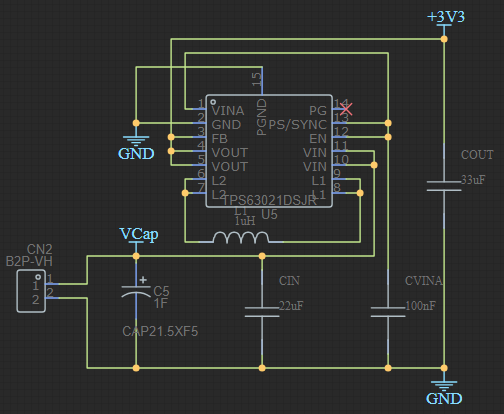 +3V3
15
PGND
1 VINA PG 14
2 GND PS/SYNC 13
3 FB EN 12
4 VOUT VIN 11
5 VOUT VIN 10
6 L2 L1 9
7 L2 L1 8
TPS63021DSJR
U5
GND
L1
1uH
COUT
33uF
VCap
CN2
B2P-VH
1 1
2 2
+
C5
1F
CAP21.5XF5
CIN
22uF
CVINA
100nF
GND